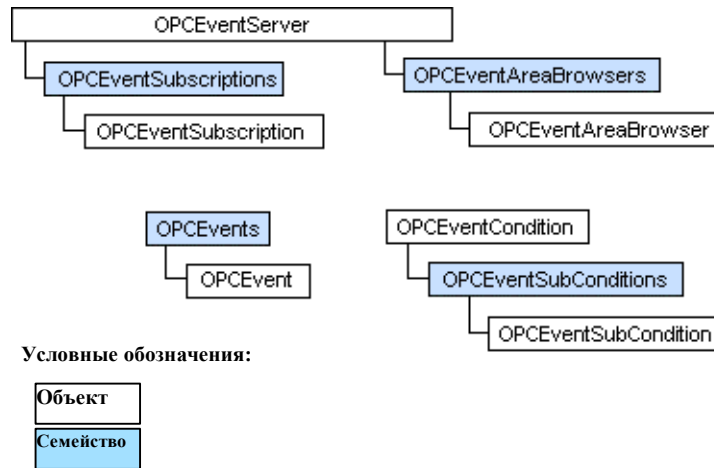 OPCEventServer
OPCEventSubscriptions
OPCEventAreaBrowsers
OPCEventSubscription
OPCEventAreaBrowser
OPCEvents
OPCEventCondition
OPCEvent
OPCEventSubConditions
OPCEventSubCondition
Условные обозначения:
Объект
Семейство